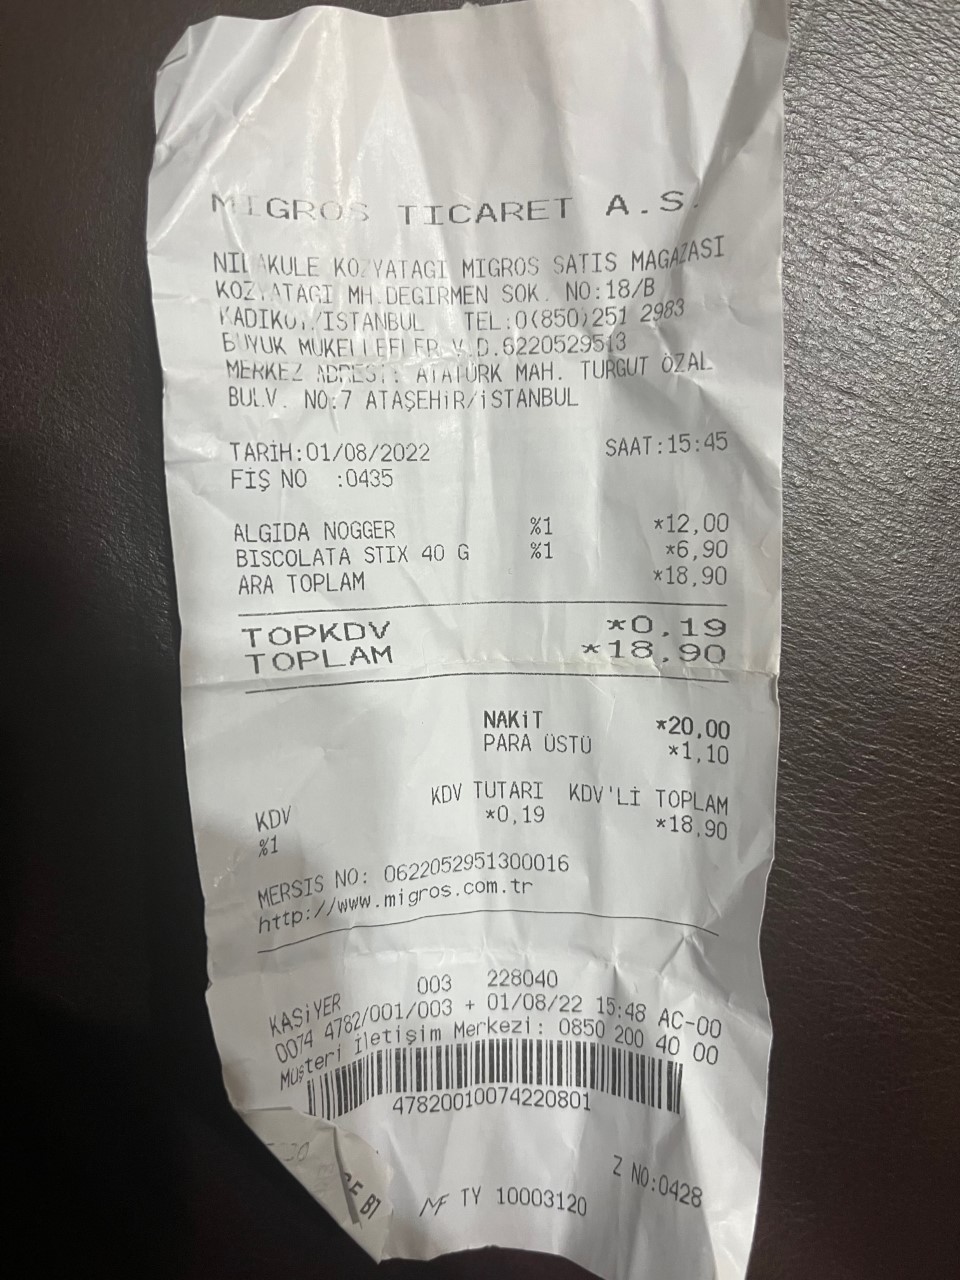 MIGROS TICARET A.S.
NIDAKULE KOZYATAGI MIGROS SATIS MAGAZASI
KOZYATAGI MH.DEGIRMEN SOK. NO:18/B
KADIKOY/ISTANBUL TEL:0(850)251 2983
BUYUK MUKELLEFLER V.D.6220529513
MERKEZ ADRESI: ATATÜRK MAH. TURGUT ÖZAL
BULV. NO:7 ATAŞEHİR/İSTANBUL
TARİH:01/08/2022 SAAT:15:45
FİŞ NO :0435
ALGIDA NOGGER %1 *12,00
BISCOLATA STIX 40 G %1 *6,90
ARA TOPLAM *18,90
TOPKDV *0,19
TOPLAM *18,90
NAKİT *20,00
PARA ÜSTÜ *1,10
KDV KDV TUTARI KDV'Lİ TOPLAM
%1 *0,19 *18,90
MERSIS NO: 0622052951300016
http://www.migros.com.tr
KASİYER 003 228040
0074 4782/001/003 + 01/08/22 15:48 AC-00
Müşteri İletişim Merkezi: 0850 200 40 00
47820010074220801
Z NO:0428
MF TY 10003120